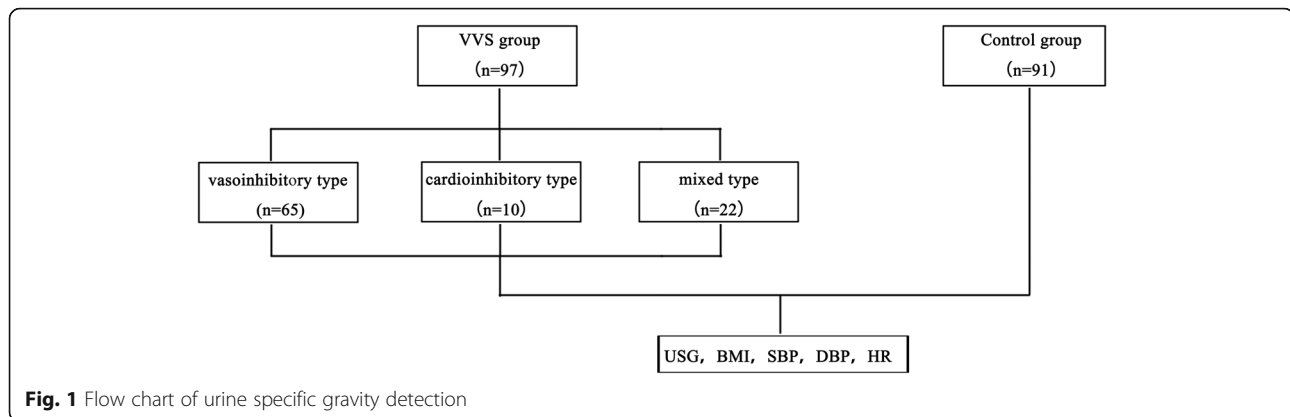 VVS group
(n=97)
Control group
(n=91)
vasoinhibitory type
(n=65)
cardioinhibitory type
(n=10)
mixed type
(n=22)
USG, BMI, SBP, DBP, HR
Fig. 1 Flow chart of urine specific gravity detection